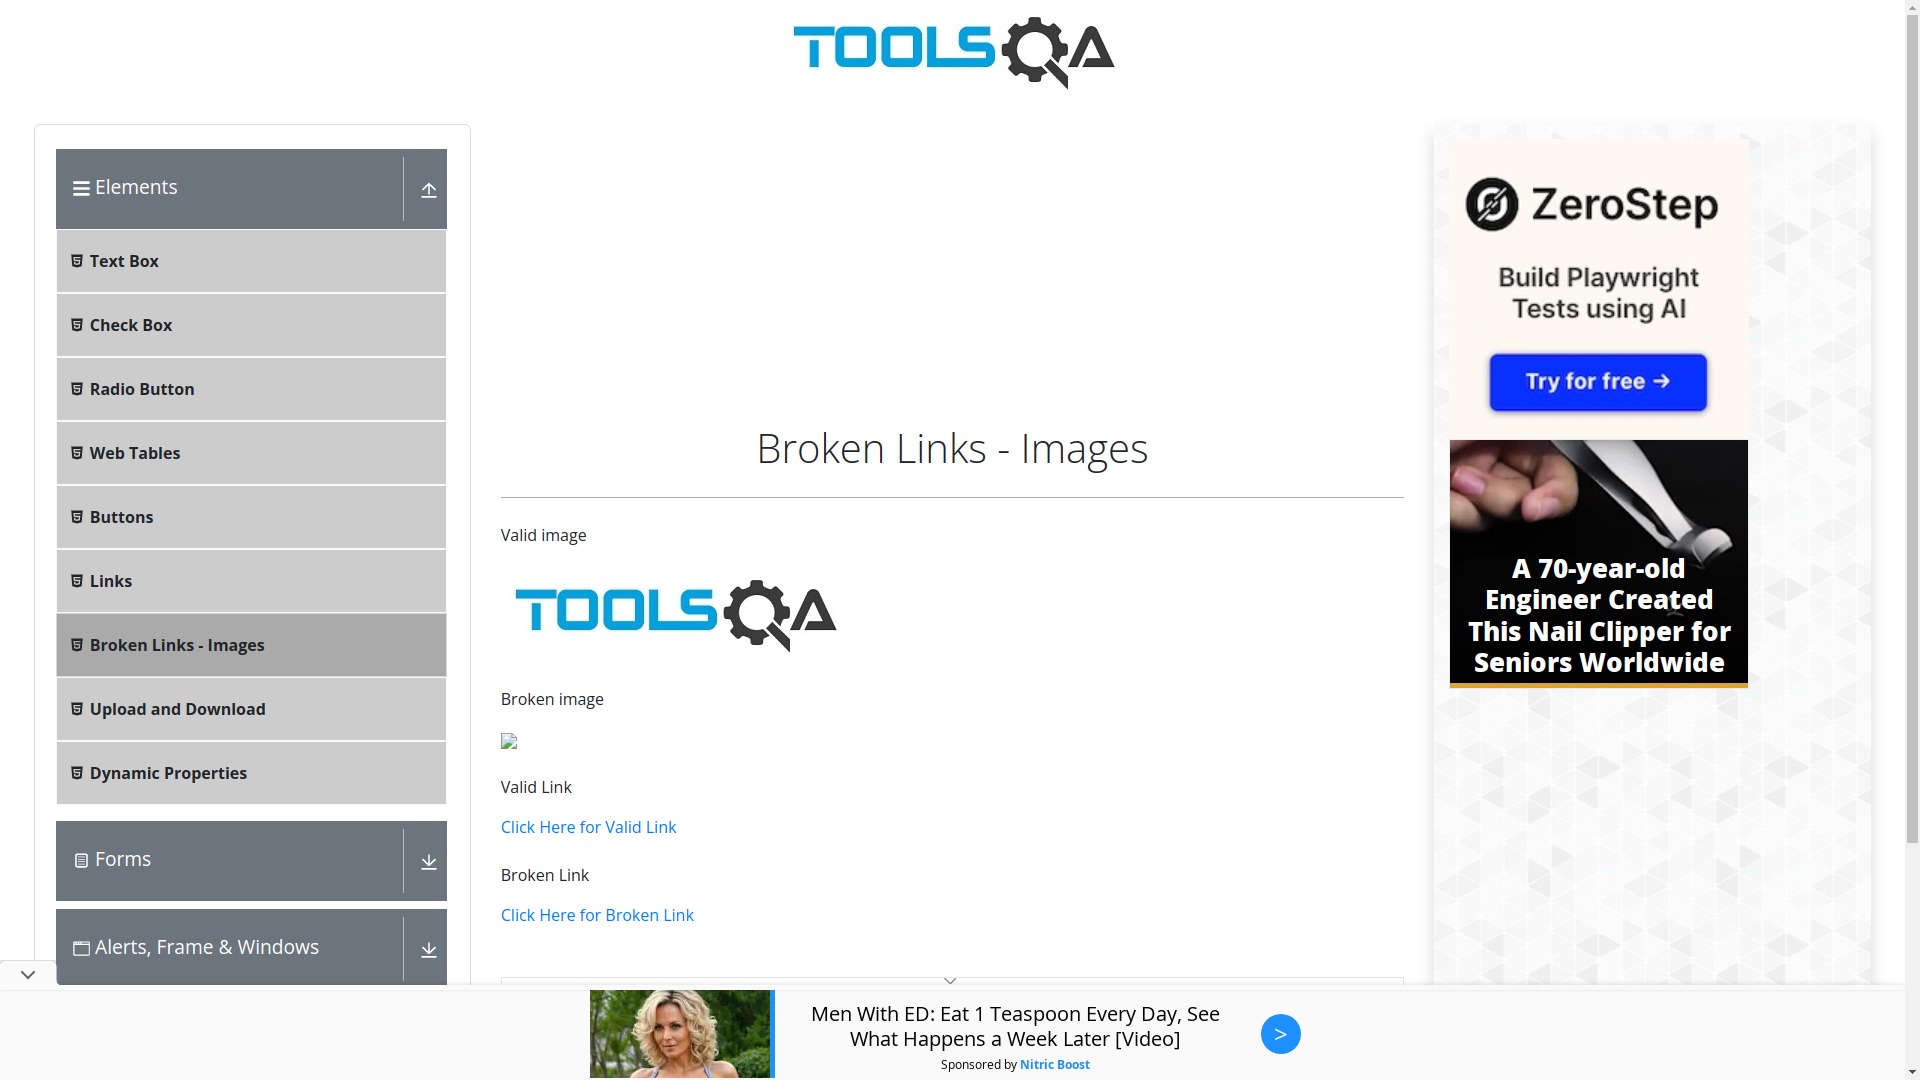 TOOLSQA
Elements
Text Box
Check Box
Radio Button
Web Tables
Buttons
Links
Broken Links - Images
Upload and Download
Dynamic Properties
Forms
Alerts, Frame & Windows
Broken Links - Images
Valid image
TOOLSQA
Broken image
Valid Link
Click Here for Valid Link
Broken Link
Click Here for Broken Link
ZeroStep
Build Playwright
Tests using AI
Try for free →
A 70-year-old
Engineer Created
This Nail Clipper for
Seniors Worldwide
Men With ED: Eat 1 Teaspoon Every Day, See
What Happens a Week Later [Video]
Sponsored by Nitric Boost
>